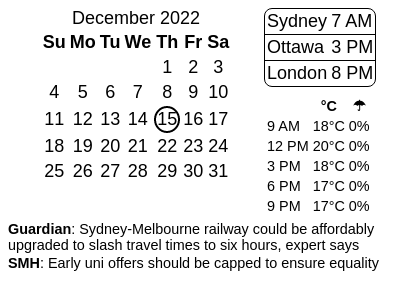 December 2022
Su Mo Tu We Th Fr Sa
1 2 3
4 5 6 7 8 9 10
11 12 13 14 15 16 17
18 19 20 21 22 23 24
25 26 27 28 29 30 31
Sydney 7 AM
Ottawa 3 PM
London 8 PM
°C ☂
9 AM 18°C 0%
12 PM 20°C 0%
3 PM 18°C 0%
6 PM 17°C 0%
9 PM 17°C 0%
Guardian: Sydney-Melbourne railway could be affordably
upgraded to slash travel times to six hours, expert says
SMH: Early uni offers should be capped to ensure equality